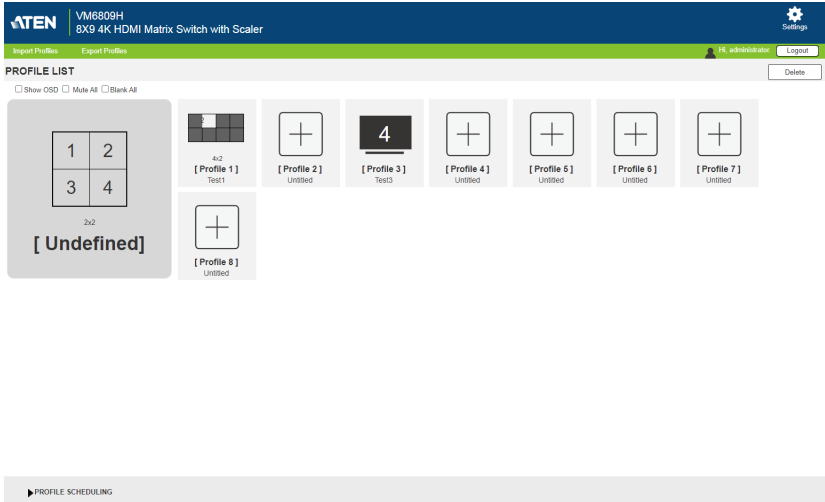 ATEN
VM6809H
8X9 4K HDMI Matrix Switch with Scaler
Settings
Import Profiles Export Profiles
Hi, administrator Logout
PROFILE LIST
Delete
Show OSD Mute All Blank All
1 2
3 4
2x2
[ Undefined]
2
4x2
[ Profile 1 ]
Test1
[ Profile 2 ]
Untitled
4
[ Profile 3 ]
Test3
[ Profile 4 ]
Untitled
[ Profile 5 ]
Untitled
[ Profile 6 ]
Untitled
[ Profile 7 ]
Untitled
[ Profile 8 ]
Untitled
PROFILE SCHEDULING